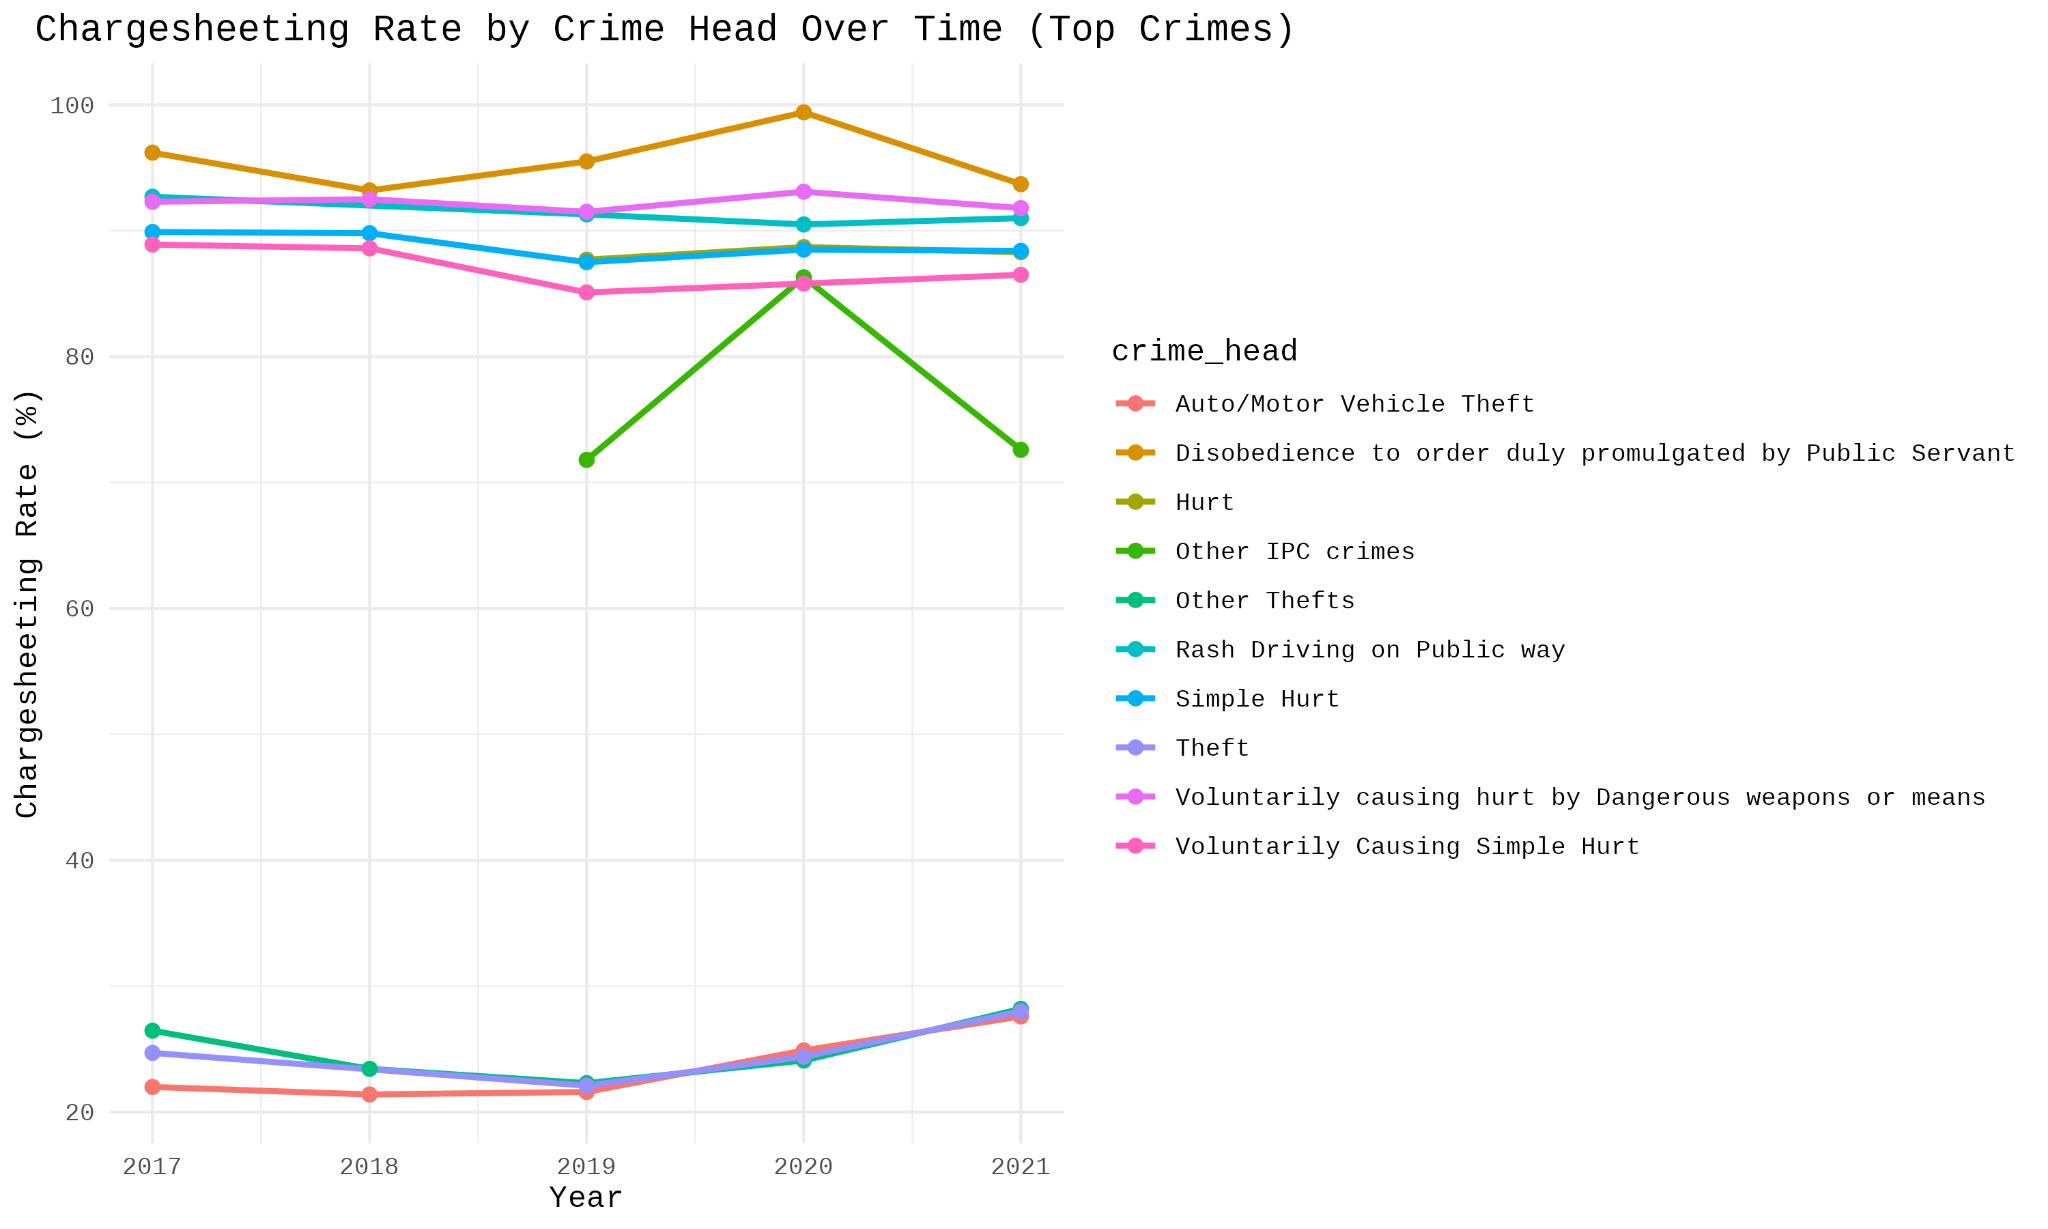 Chargesheeting Rate by Crime Head Over Time (Top Crimes)
100
80
60
40
20
Chargesheeting Rate (%)
2017 2018 2019 2020 2021
Year
crime_head
Auto/Motor Vehicle Theft
Disobedience to order duly promulgated by Public Servant
Hurt
Other IPC crimes
Other Thefts
Rash Driving on Public way
Simple Hurt
Theft
Voluntarily causing hurt by Dangerous weapons or means
Voluntarily Causing Simple Hurt